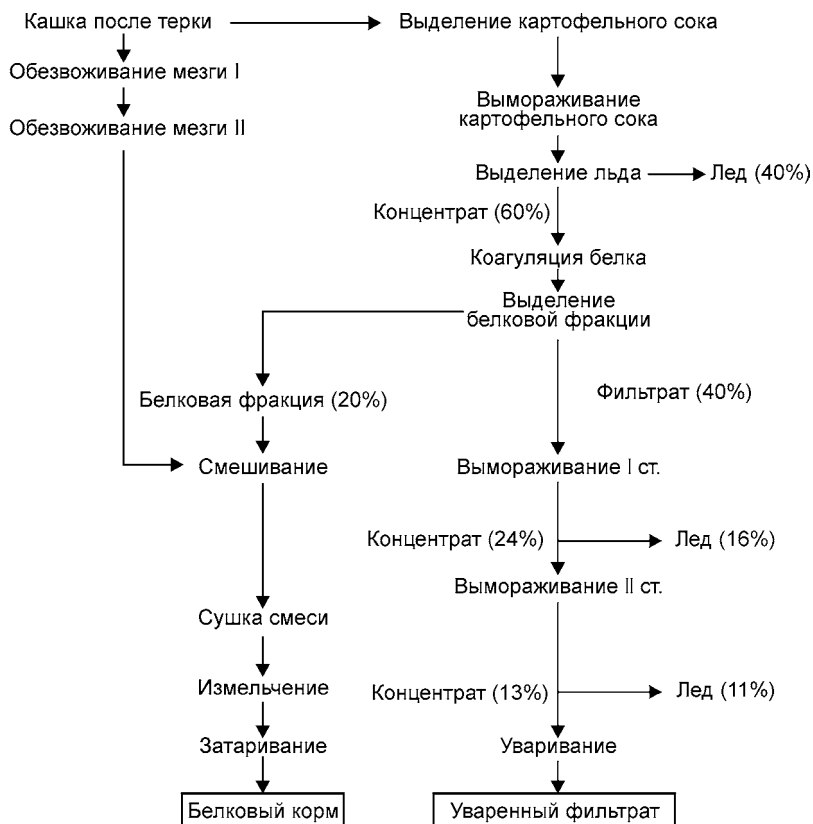 Кашка после терки
Выделение картофельного сока
Обезвоживание мезги I
Обезвоживание мезги II
Вымораживание
картофельного сока
Выделение льда
Лед (40%)
Концентрат (60%)
Коагуляция белка
Выделение
белковой фракции
Белковая фракция (20%)
Фильтрат (40%)
Смешивание
Вымораживание I ст.
Концентрат (24%)
Лед (16%)
Вымораживание II ст.
Сушка смеси
Измельчение
Концентрат (13%)
Лед (11%)
Затаривание
Уваривание
Белковый корм
Уваренный фильтрат